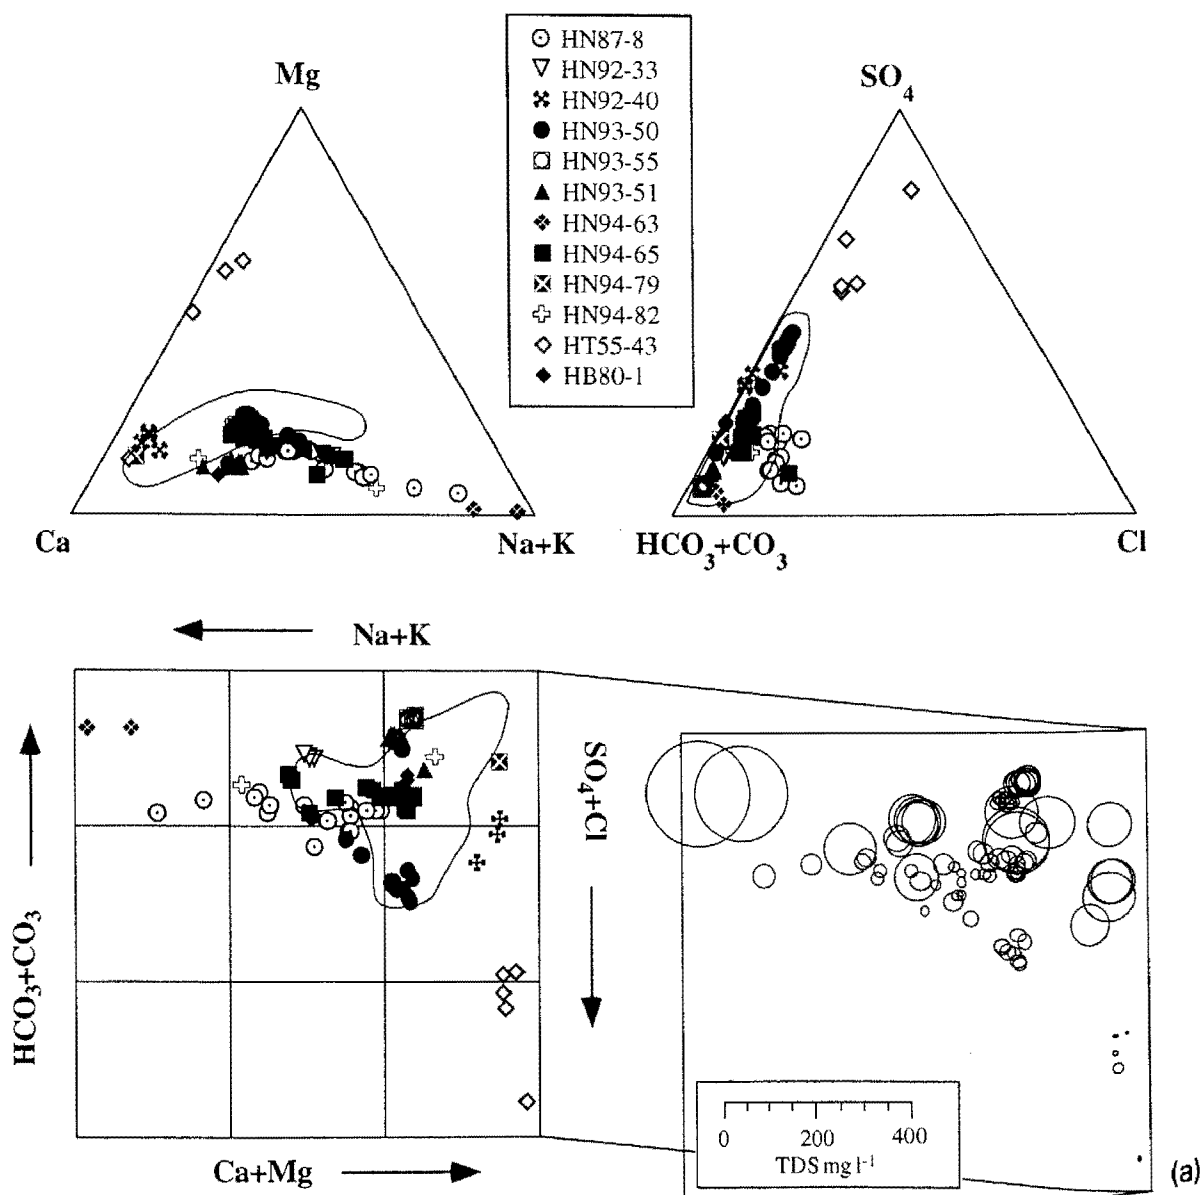 Mg
Ca
Na+K
HN87-8
HN92-33
HN92-40
HN93-50
HN93-55
HN93-51
HN94-63
HN94-65
HN94-79
HN94-82
HT55-43
HB80-1
SO4
HCO3+CO3
Cl
Na+K
HCO3+CO3
SO4+Cl
Ca+Mg
0 200 400
TDS mg l-1
(a)